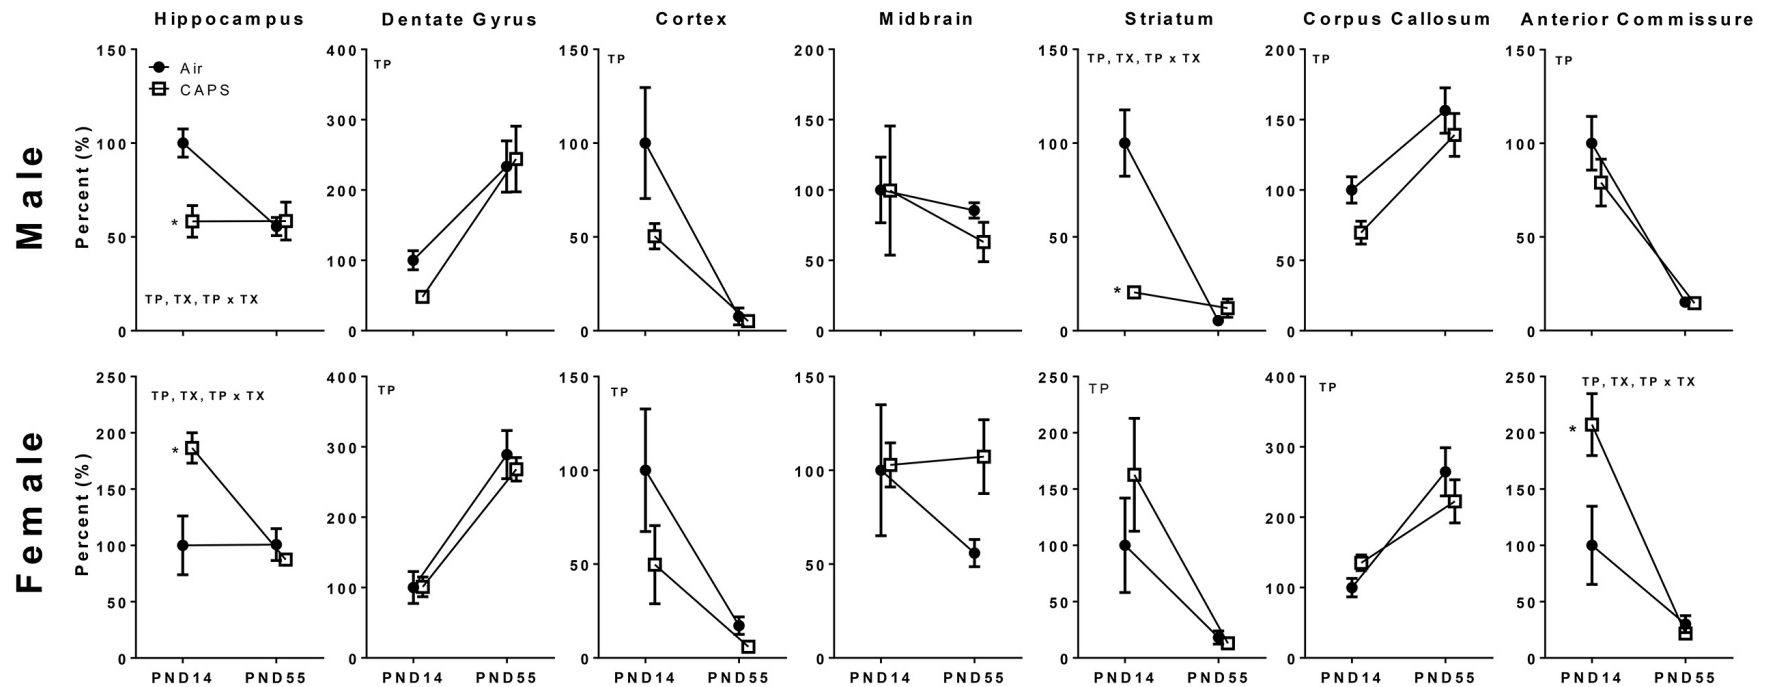 Hippocampus
Dentate Gyrus
Cortex
Midbrain
Striatum
Corpus Callosum
Anterior Commissure
Male
Percent (%)
150
100
50
0
Air
CAPS
*
TP, TX, TP x TX
400
300
200
100
0
TP
150
100
50
0
TP
200
150
100
50
0
150
100
50
0
TP, TX, TP x TX
*
200
150
100
50
0
TP
150
100
50
0
TP
Female
Percent (%)
250
200
150
100
50
0
TP, TX, TP x TX
*
PND14 PND55
400
300
200
100
0
TP
PND14 PND55
150
100
50
0
TP
PND14 PND55
150
100
50
0
PND14 PND55
250
200
150
100
50
0
TP
PND14 PND55
400
300
200
100
0
TP
PND14 PND55
250
200
150
100
50
0
TP, TX, TP x TX
*
PND14 PND55